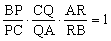 BP/PC · CQ/QA · AR/RB = 1